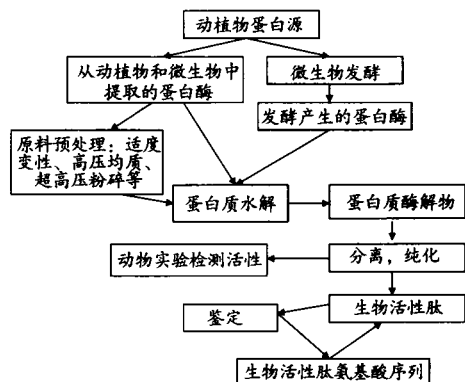 动植物蛋白源
从动植物和微生物中
提取的蛋白酶
微生物发酵
发酵产生的蛋白酶
原料预处理：适度
变性、高压均质、
超高压粉碎等
蛋白质水解
蛋白质酶解物
动物实验检测活性
分离，纯化
生物活性肽
鉴定
生物活性肽氨基酸序列